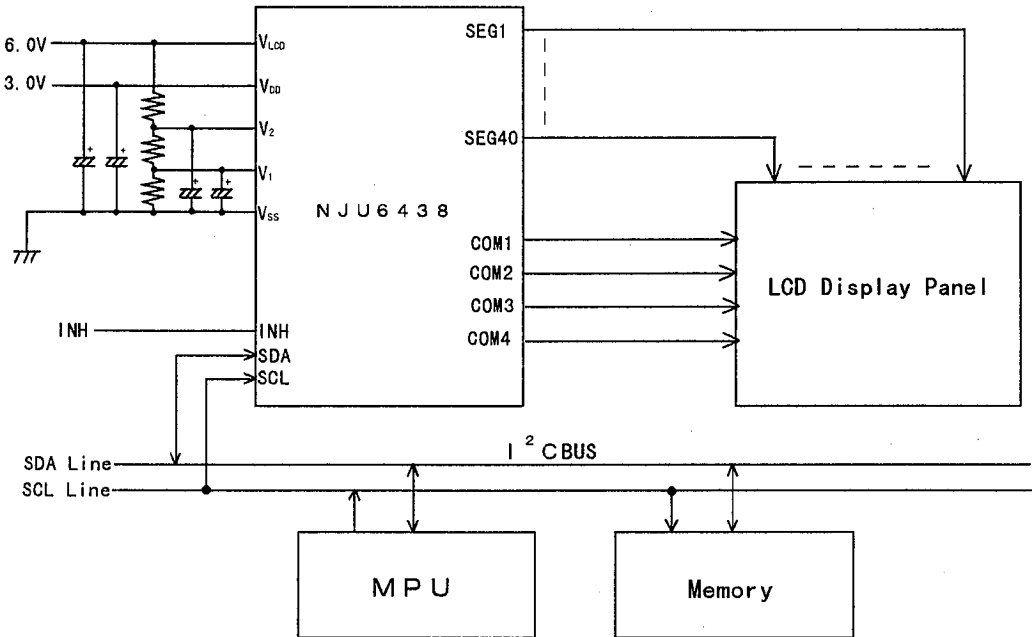 6.0V
3.0V
VLCD
VDD
V2
V1
VSS
INH
INH
SDA
SCL
NJU6438
SEG1
SEG40
COM1
COM2
COM3
COM4
LCD Display Panel
I²CBUS
SDA Line
SCL Line
MPU
Memory